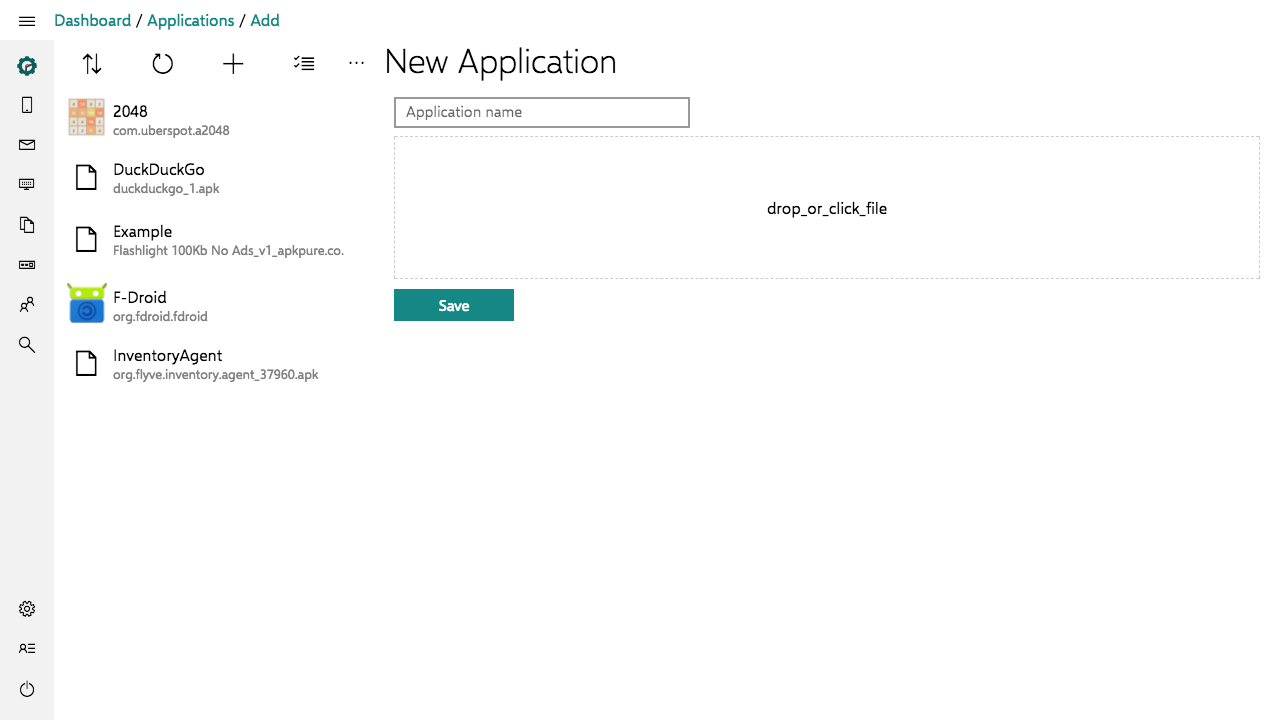 Dashboard / Applications / Add
New Application
2048
com.uberspot.a2048
DuckDuckGo
duckduckgo_1.apk
Example
Flashlight 100Kb No Ads_v1_apkpure.co.
F-Droid
org.fdroid.fdroid
InventoryAgent
org.flyve.inventory.agent_37960.apk
Application name
drop_or_click_file
Save